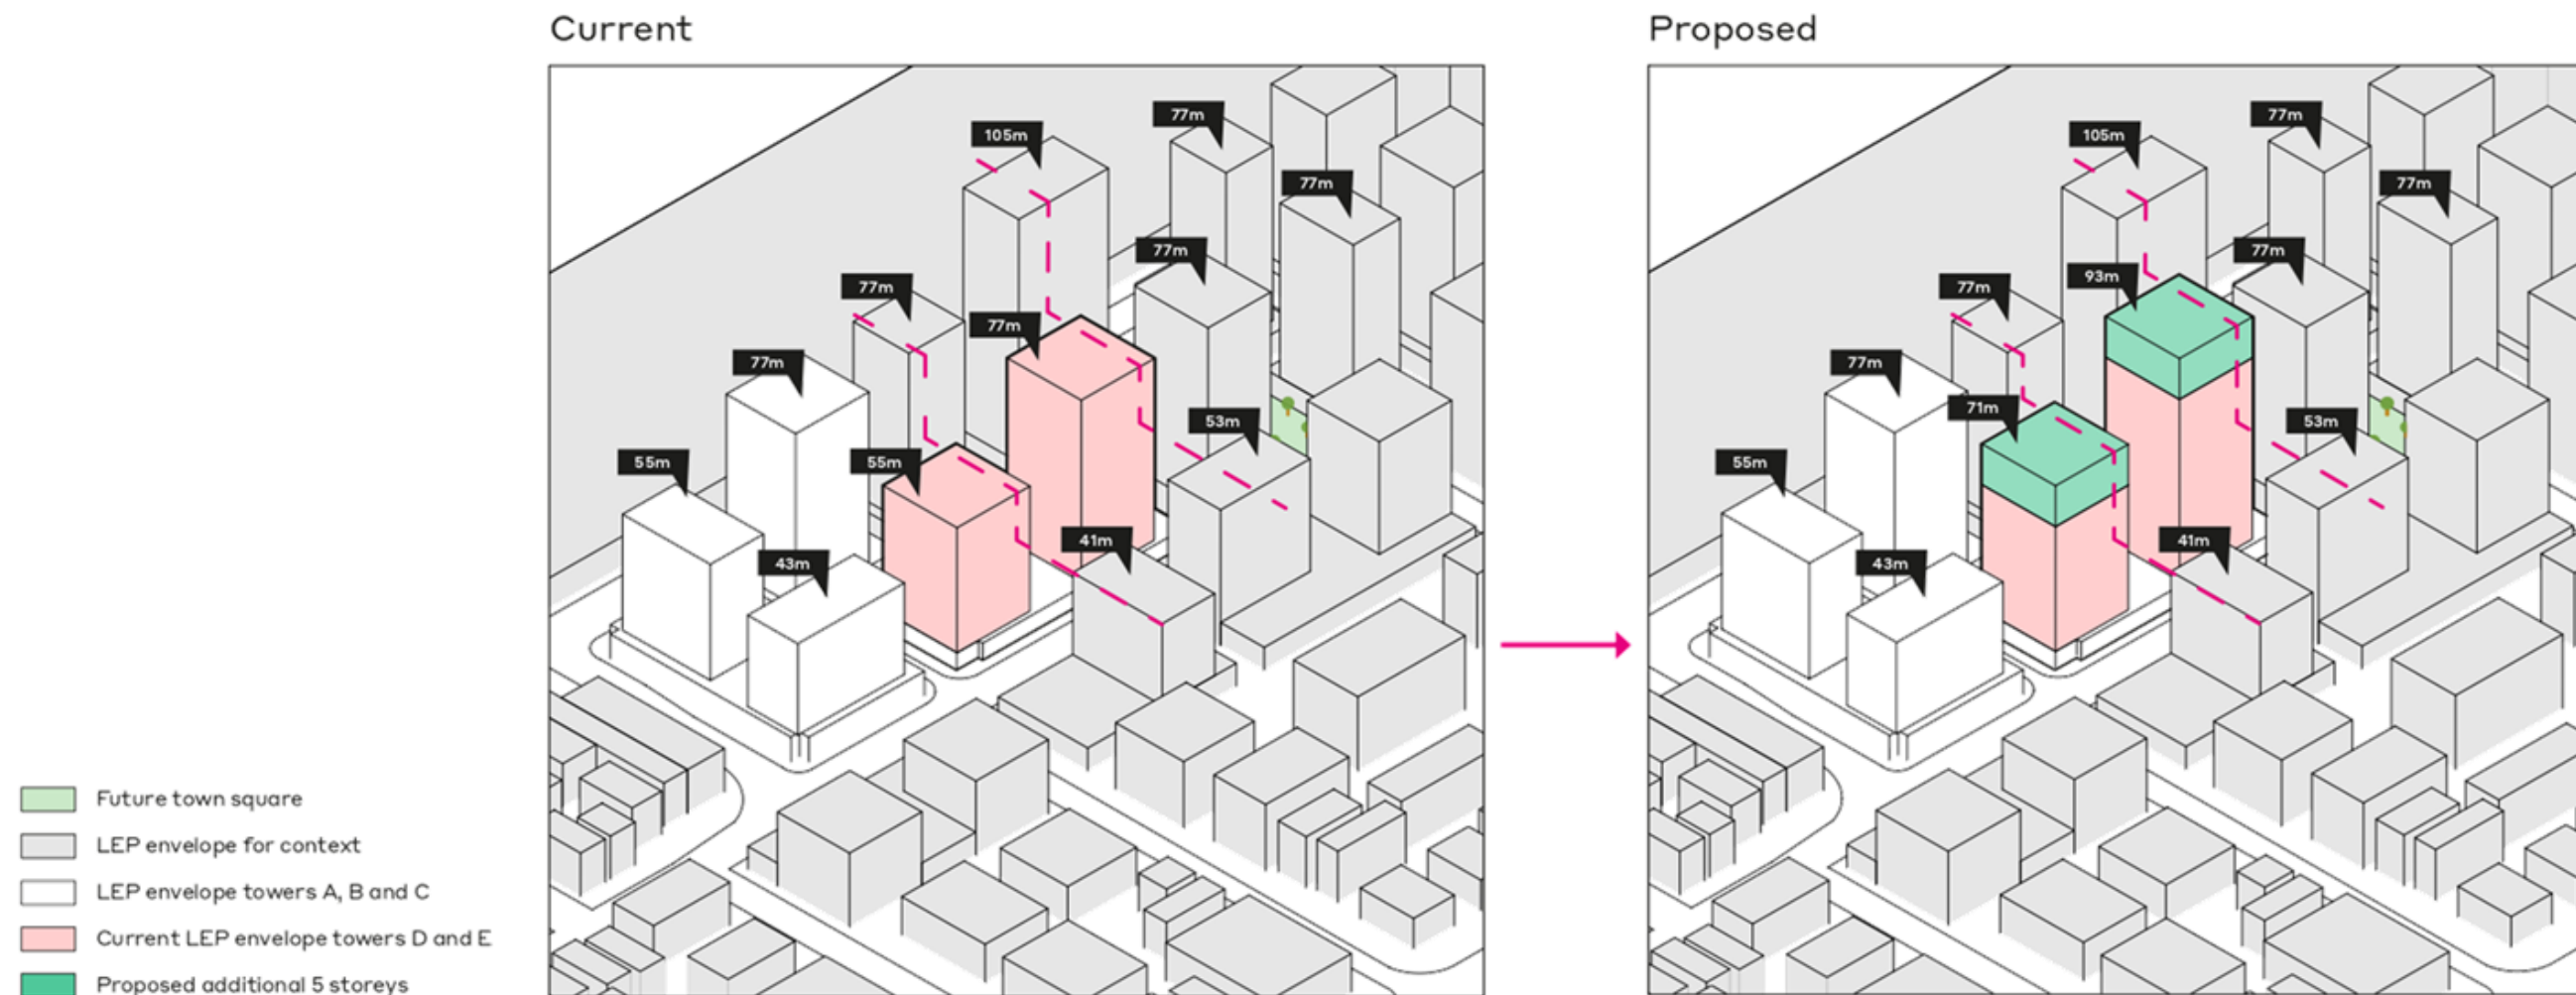 Current
Proposed
105m
77m
77m
77m
77m
77m
77m
53m
55m
55m
41m
43m
105m
77m
77m
77m
93m
77m
77m
71m
53m
55m
41m
43m
Future town square
LEP envelope for context
LEP envelope towers A, B and C
Current LEP envelope towers D and E
Proposed additional 5 storeys